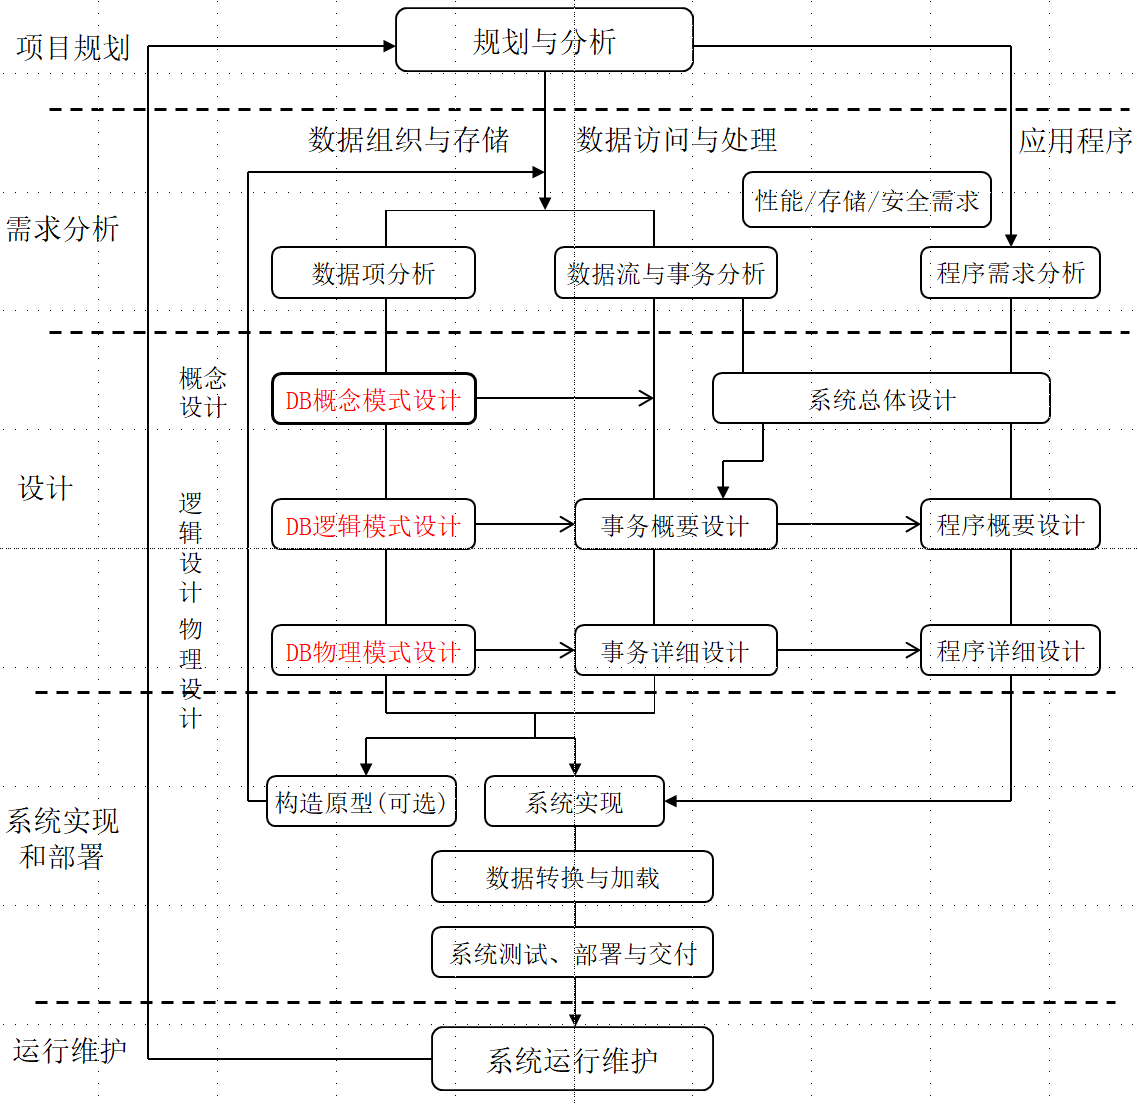 规划与分析
项目规划
数据组织与存储
数据访问与处理
应用程序
性能/存储/安全需求
需求分析
数据项分析
数据流与事务分析
程序需求分析
概念
设计
DB概念模式设计
系统总体设计
设计
逻
辑
设
计
DB逻辑模式设计
事务概要设计
程序概要设计
物
理
设
计
DB物理模式设计
事务详细设计
程序详细设计
构造原型(可选)
系统实现
系统实现
和部署
数据转换与加载
系统测试、部署与交付
运行维护
系统运行维护